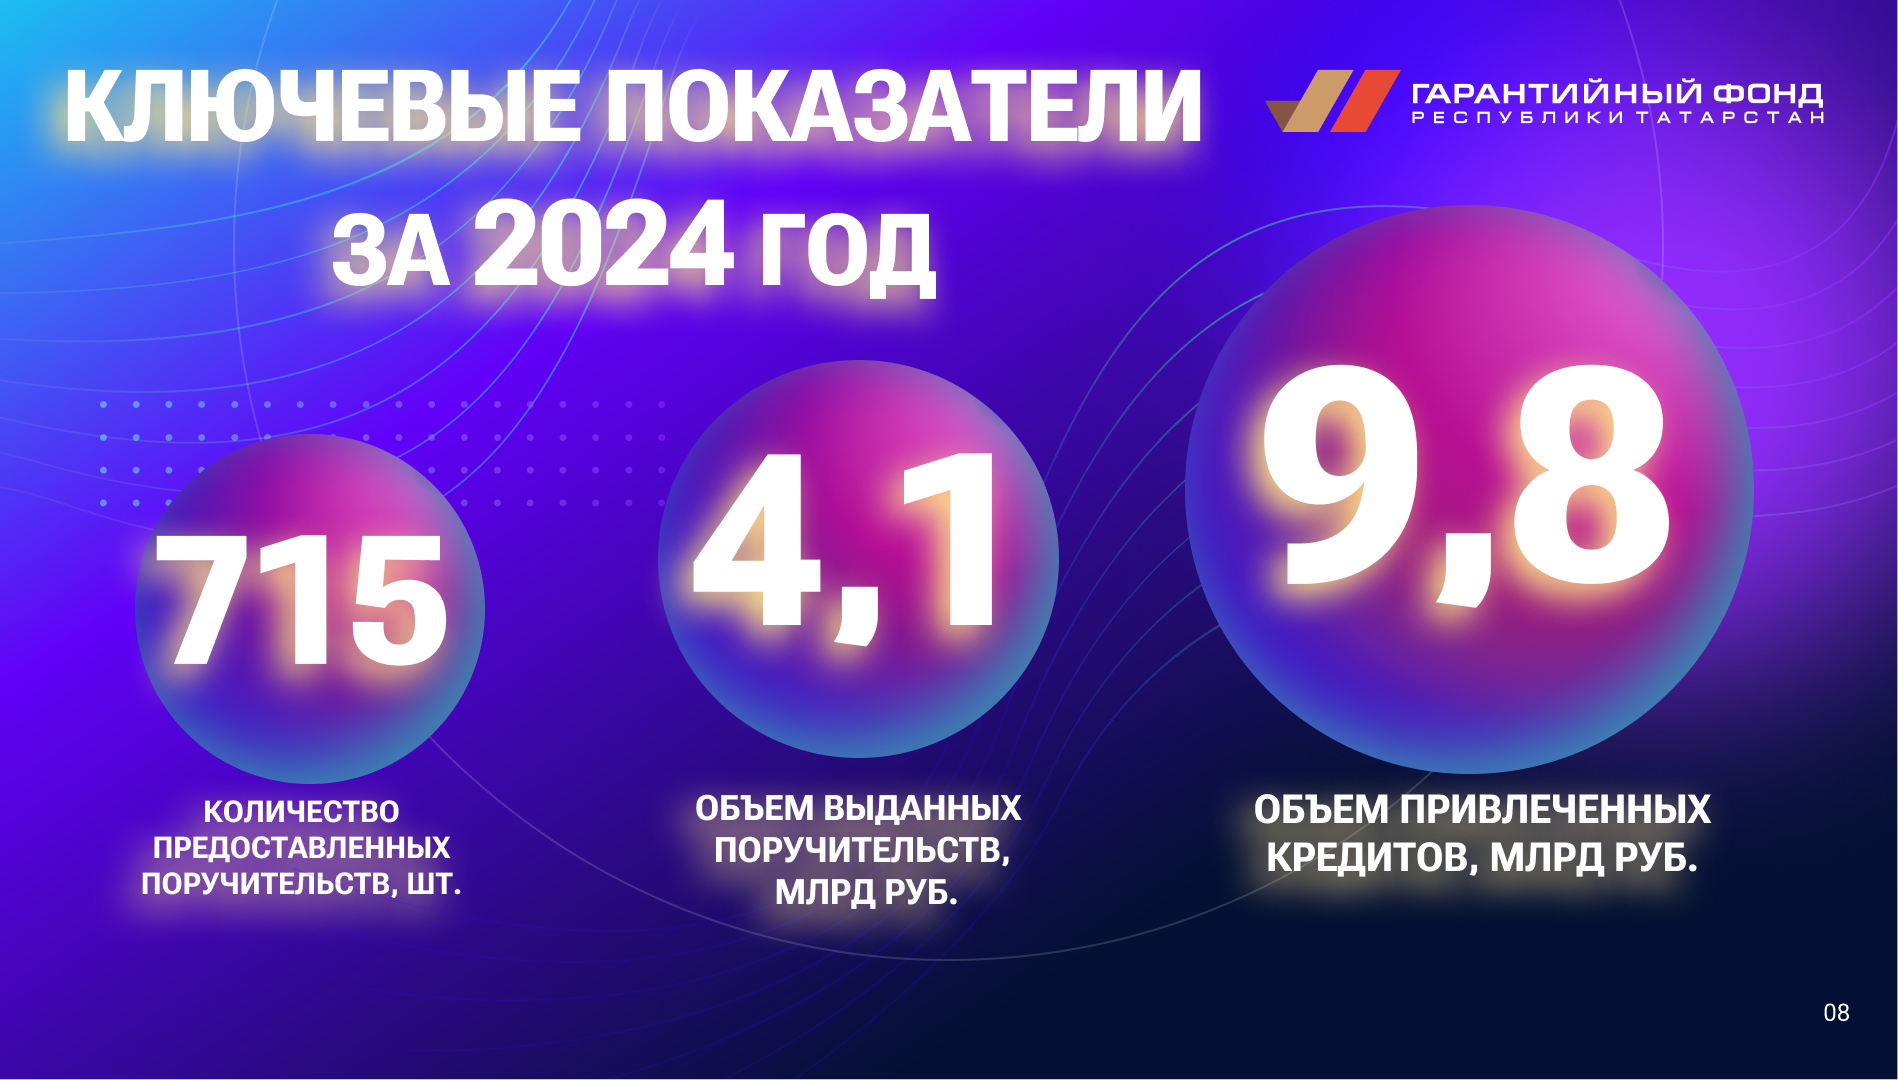 КЛЮЧЕВЫЕ ПОКАЗАТЕЛИ
ЗА 2024 ГОД
ГАРАНТИЙНЫЙ ФОНД
РЕСПУБЛИКИ ТАТАРСТАН
715
КОЛИЧЕСТВО
ПРЕДОСТАВЛЕННЫХ
ПОРУЧИТЕЛЬСТВ, ШТ.
4,1
ОБЪЕМ ВЫДАННЫХ
ПОРУЧИТЕЛЬСТВ,
МЛРД РУБ.
9,8
ОБЪЕМ ПРИВЛЕЧЕННЫХ
КРЕДИТОВ, МЛРД РУБ.
08